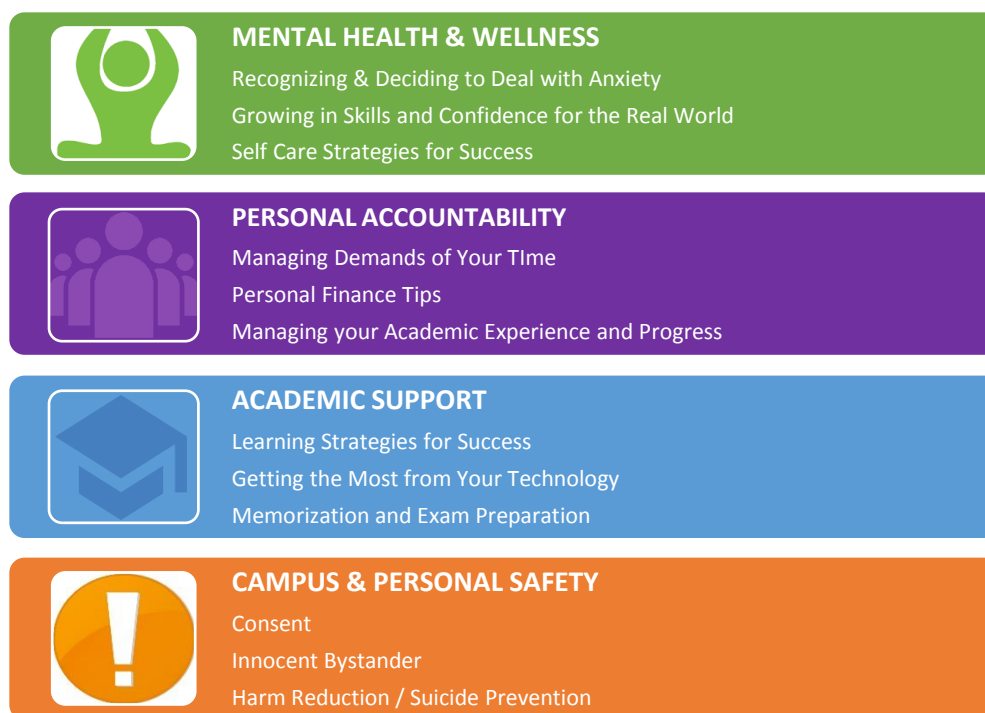 MENTAL HEALTH & WELLNESS
Recognizing & Deciding to Deal with Anxiety
Growing in Skills and Confidence for the Real World
Self Care Strategies for Success
PERSONAL ACCOUNTABILITY
Managing Demands of Your TIme
Personal Finance Tips
Managing your Academic Experience and Progress
ACADEMIC SUPPORT
Learning Strategies for Success
Getting the Most from Your Technology
Memorization and Exam Preparation
CAMPUS & PERSONAL SAFETY
Consent
Innocent Bystander
Harm Reduction / Suicide Prevention